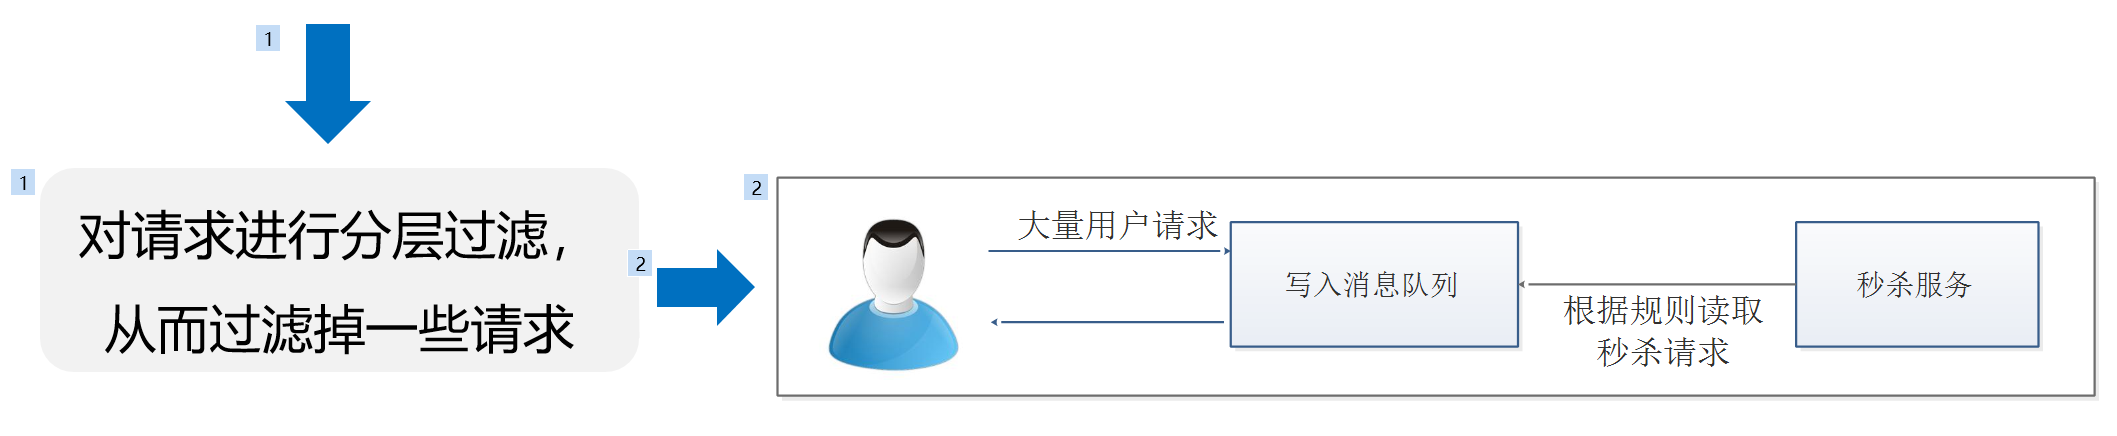 1
1
对请求进行分层过滤，
从而过滤掉一些请求
2
2
大量用户请求
写入消息队列
根据规则读取
秒杀请求
秒杀服务